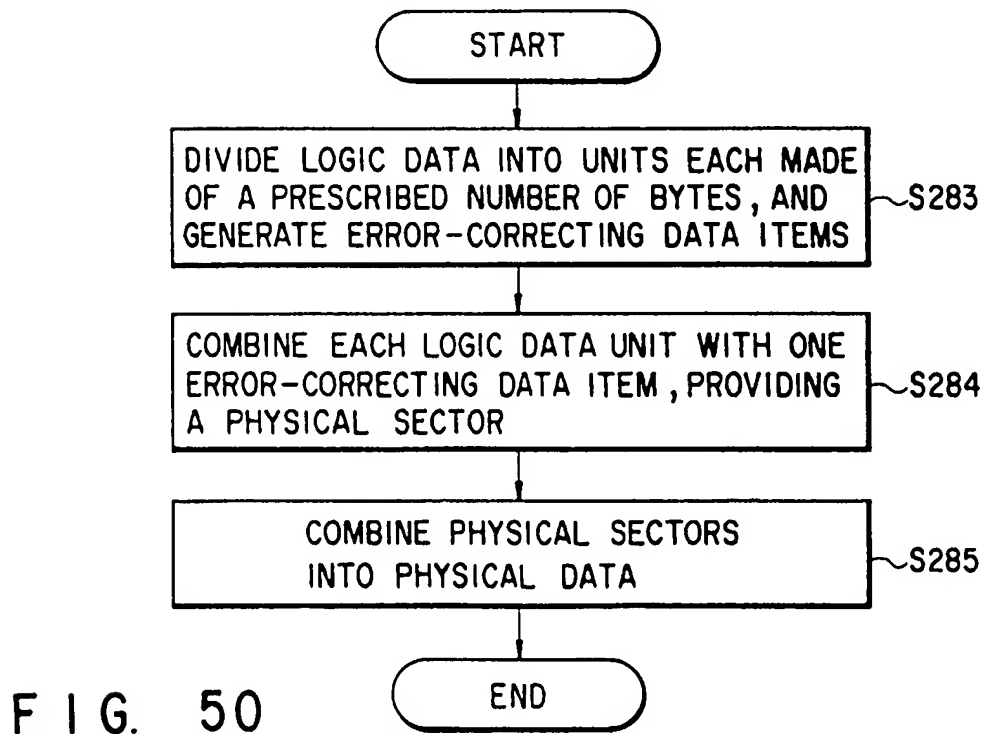 START
DIVIDE LOGIC DATA INTO UNITS EACH MADE
OF A PRESCRIBED NUMBER OF BYTES, AND
GENERATE ERROR-CORRECTING DATA ITEMS
S283
COMBINE EACH LOGIC DATA UNIT WITH ONE
ERROR-CORRECTING DATA ITEM, PROVIDING
A PHYSICAL SECTOR
S284
COMBINE PHYSICAL SECTORS
INTO PHYSICAL DATA
S285
END
FIG. 50